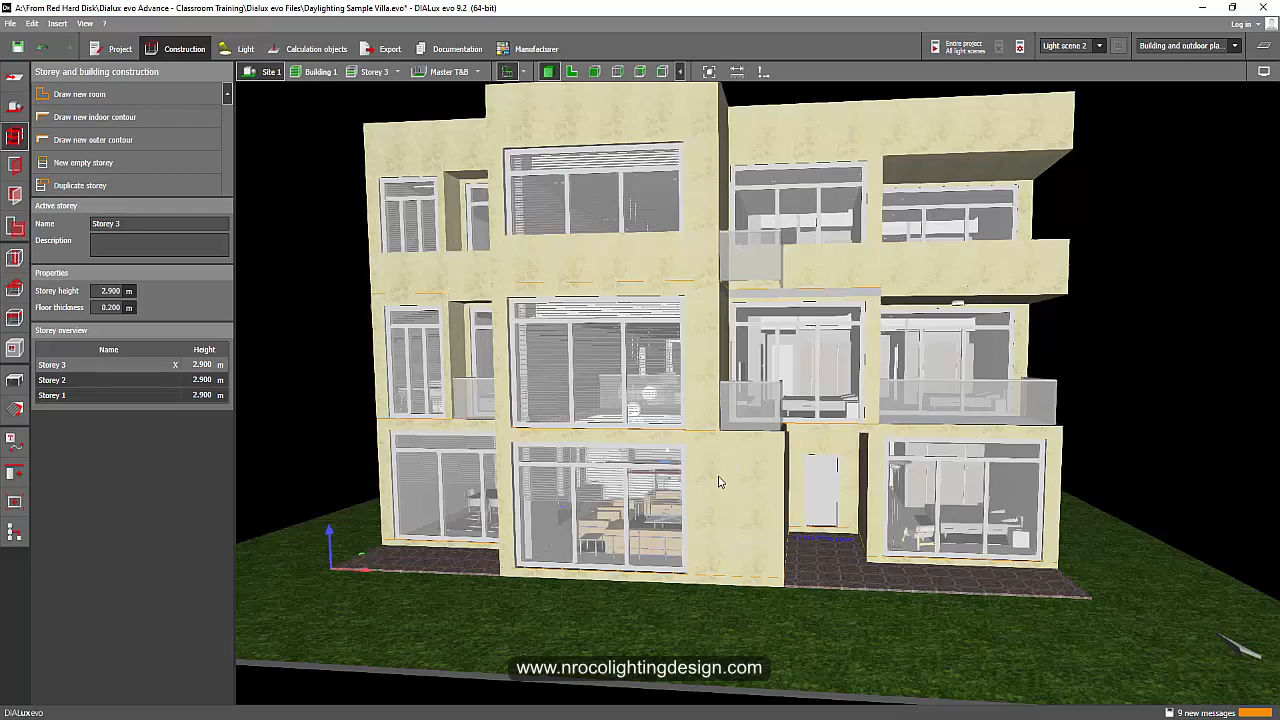 A:\From Red Hard Disk\Dialux evo Advance - Classroom Training\Dialux evo Files\Daylighting Sample Villa.evo* - DIALux evo 9.2 (64-bit)
File Edit Insert View ?
Log in
Project Construction Light Calculation objects Export Documentation Manufacturer
Entire project
All light scenes
Light scene 2
Building and outdoor pla...
Storey and building construction
Site 1 Building 1 Storey 3 Master T&B
Draw new room
Draw new indoor contour
Draw new outer contour
New empty storey
Duplicate storey
Active storey
Name Storey 3
Description
Properties
Storey height 2.900 m
Floor thickness 0.200 m
Storey overview
Name Height
Storey 3 X 2.900 m
Storey 2 2.900 m
Storey 1 2.900 m
www.nrocolightingdesign.com
DIALuxevo
9 new messages